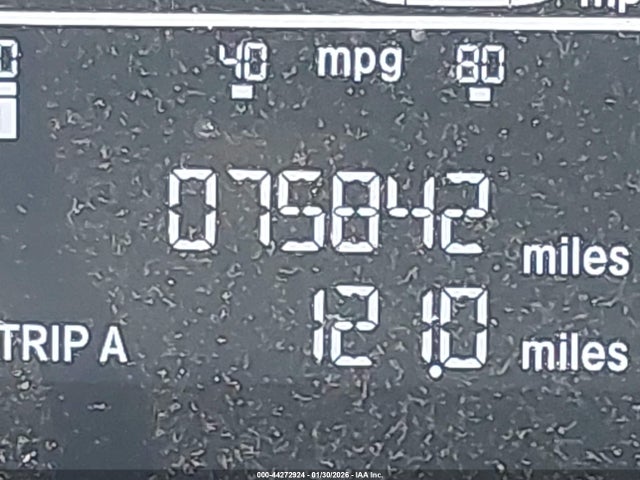 40 mpg 80
075842 miles
TRIP A 121.0 miles
000-44272924 - 01/30/2026 - IAA Inc.